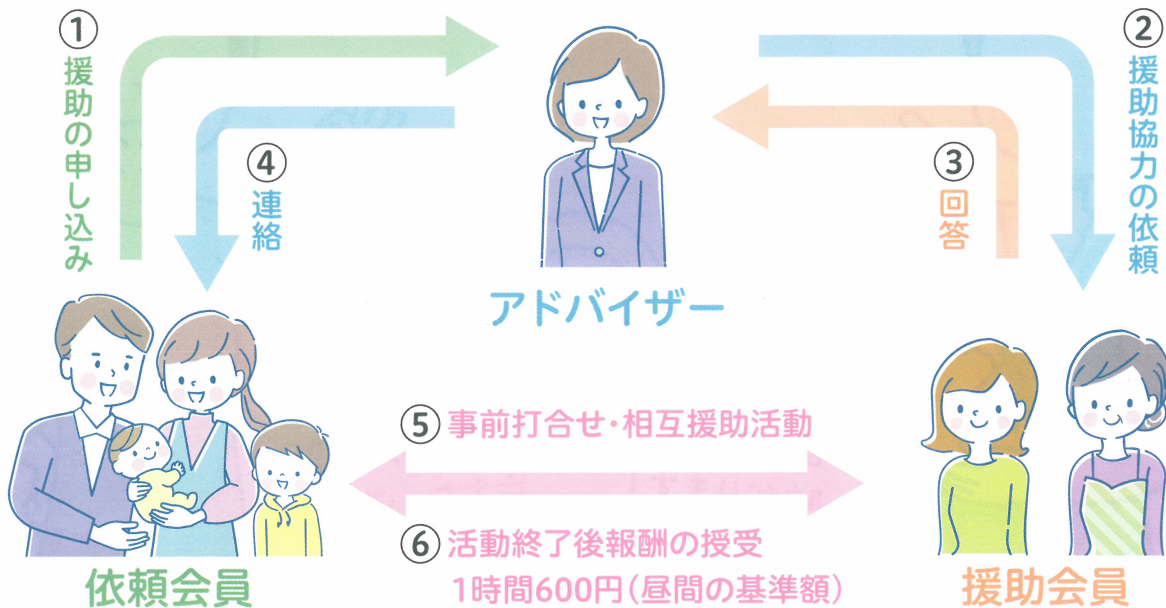 ① 援助の申し込み
② 援助協力の依頼
③ 回答
④ 連絡
アドバイザー
⑤ 事前打合せ・相互援助活動
⑥ 活動終了後報酬の授受
1時間600円(昼間の基準額)
依頼会員
援助会員